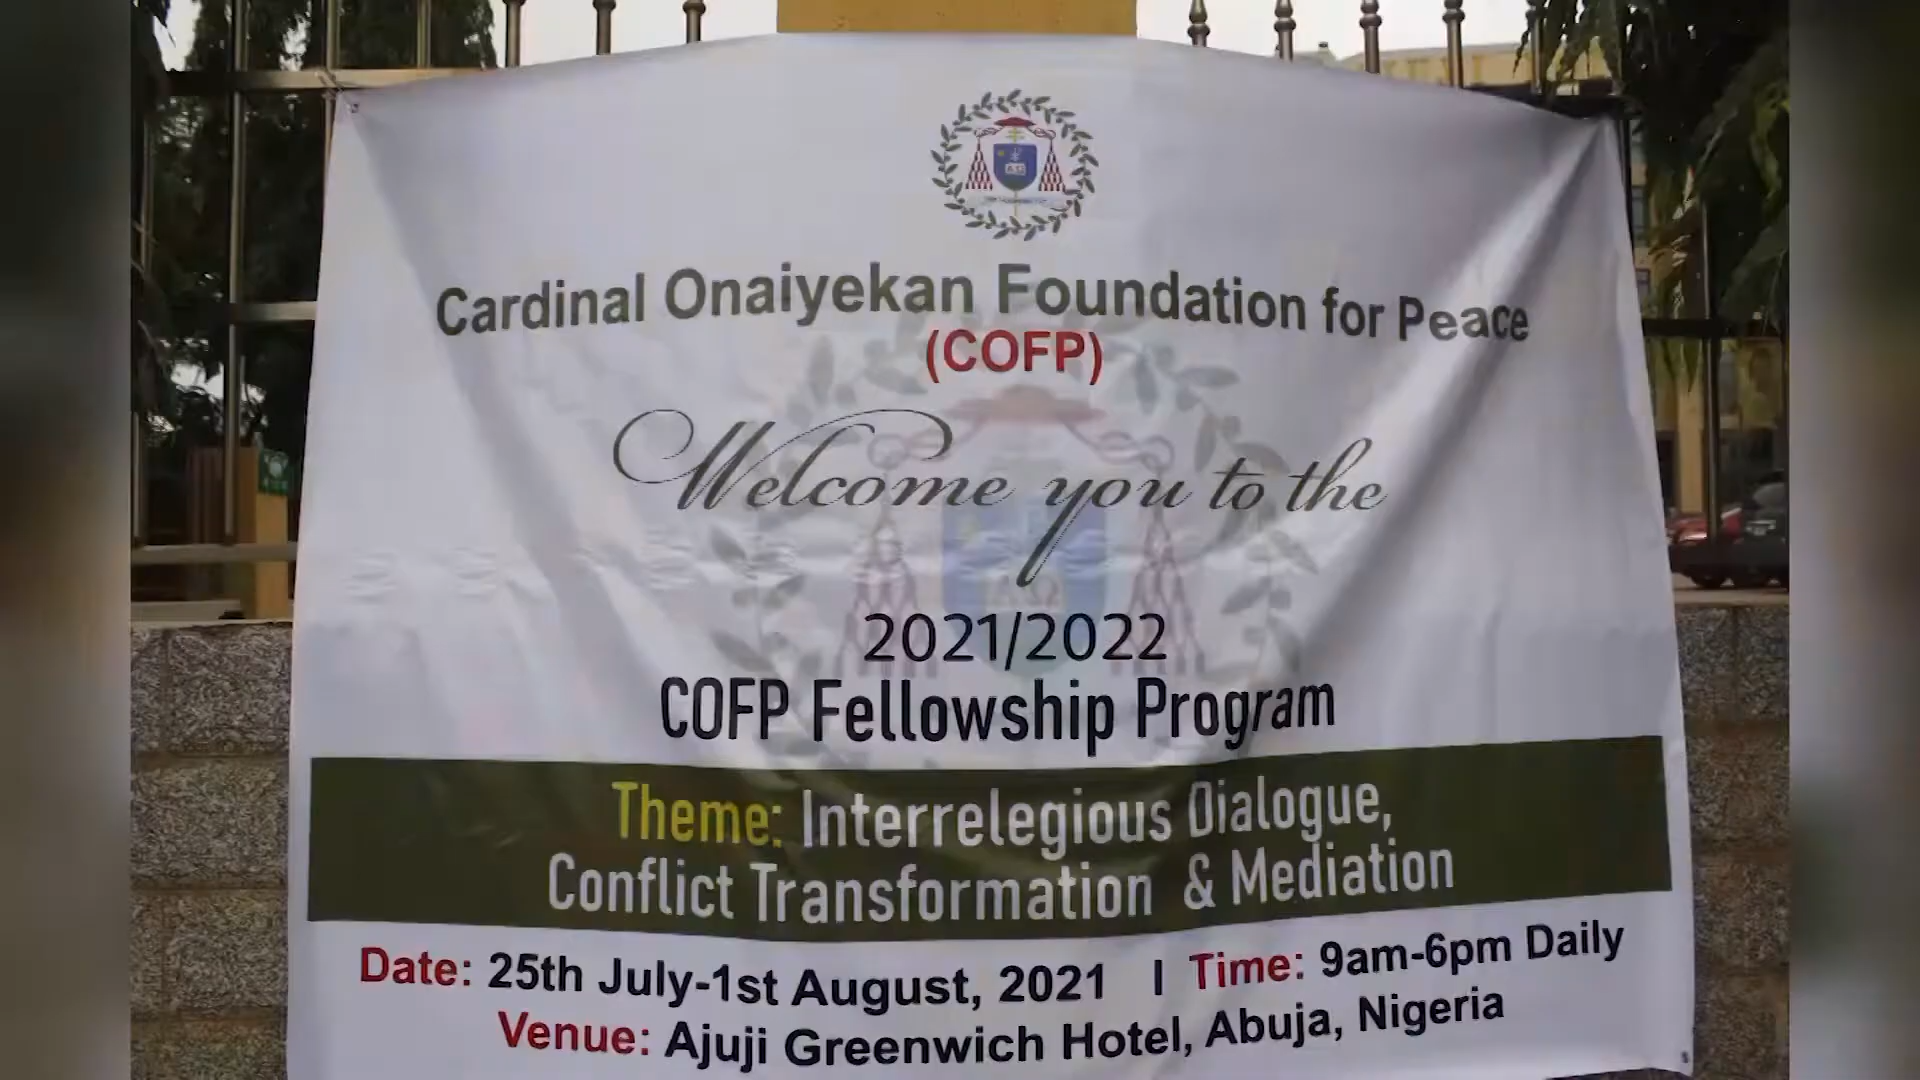 Cardinal Onaiyekan Foundation for Peace
(COFP)
Welcome you to the
2021/2022
COFP Fellowship Program
Theme: Interrelegious Dialogue,
Conflict Transformation & Mediation
Date: 25th July-1st August, 2021 | Time: 9am-6pm Daily
Venue: Ajuji Greenwich Hotel, Abuja, Nigeria